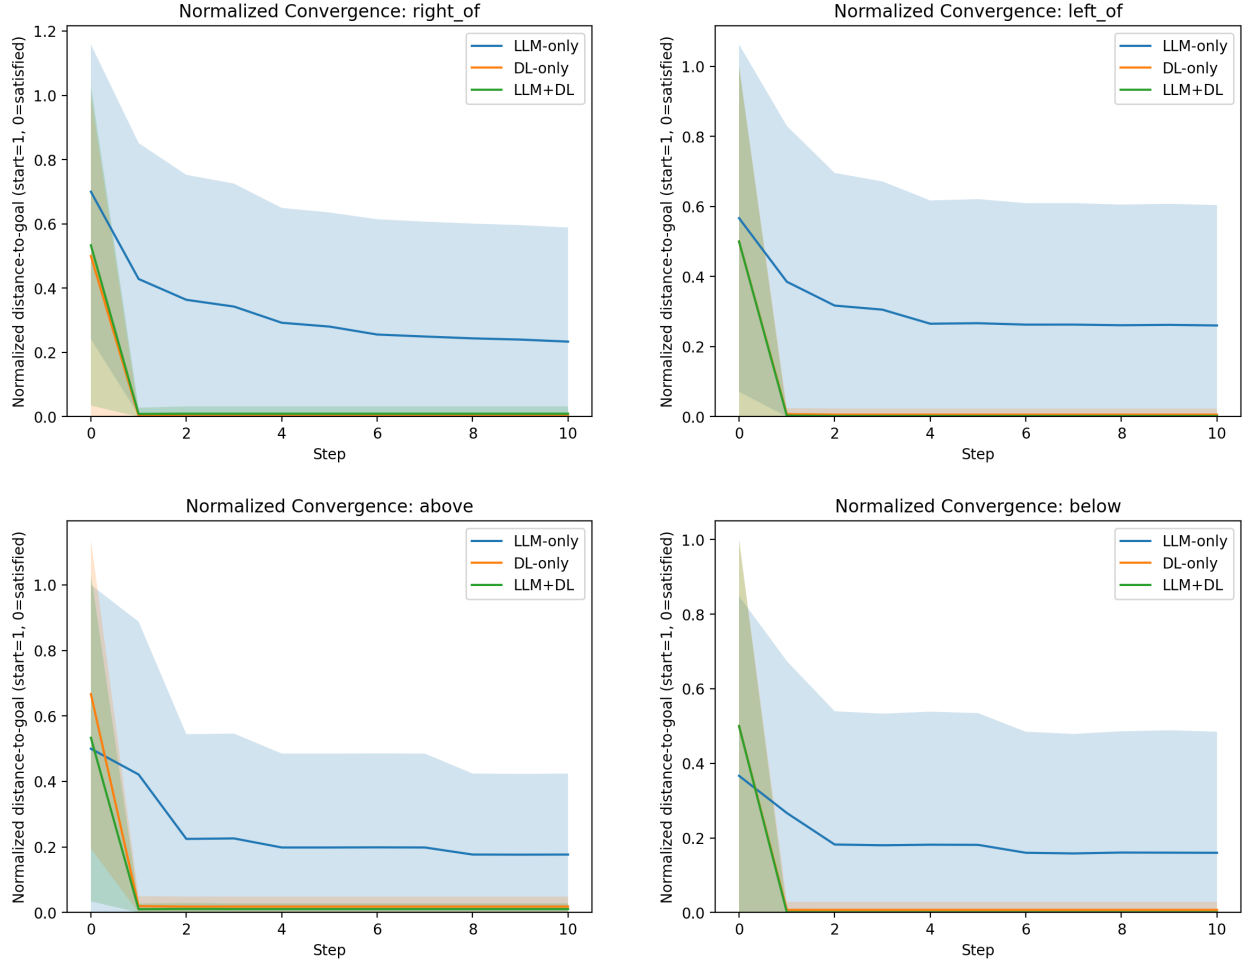 Normalized Convergence: right_of
Normalized distance-to-goal (start=1, 0=satisfied)
1.2
1.0
0.8
0.6
0.4
0.2
0.0
0 2 4 6 8 10
Step
LLM-only
DL-only
LLM+DL
Normalized Convergence: left_of
Normalized distance-to-goal (start=1, 0=satisfied)
1.0
0.8
0.6
0.4
0.2
0.0
0 2 4 6 8 10
Step
LLM-only
DL-only
LLM+DL
Normalized Convergence: above
Normalized distance-to-goal (start=1, 0=satisfied)
1.0
0.8
0.6
0.4
0.2
0.0
0 2 4 6 8 10
Step
LLM-only
DL-only
LLM+DL
Normalized Convergence: below
Normalized distance-to-goal (start=1, 0=satisfied)
1.0
0.8
0.6
0.4
0.2
0.0
0 2 4 6 8 10
Step
LLM-only
DL-only
LLM+DL